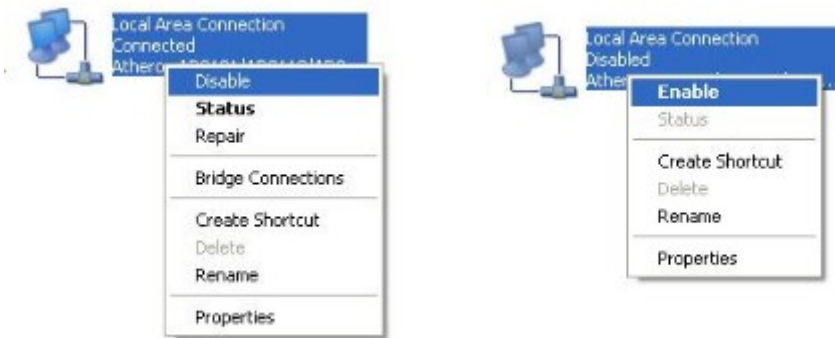 Local Area Connection
Connected
Disable
Status
Repair
Bridge Connections
Create Shortcut
Delete
Rename
Properties
Local Area Connection
Disabled
Enable
Status
Create Shortcut
Delete
Rename
Properties